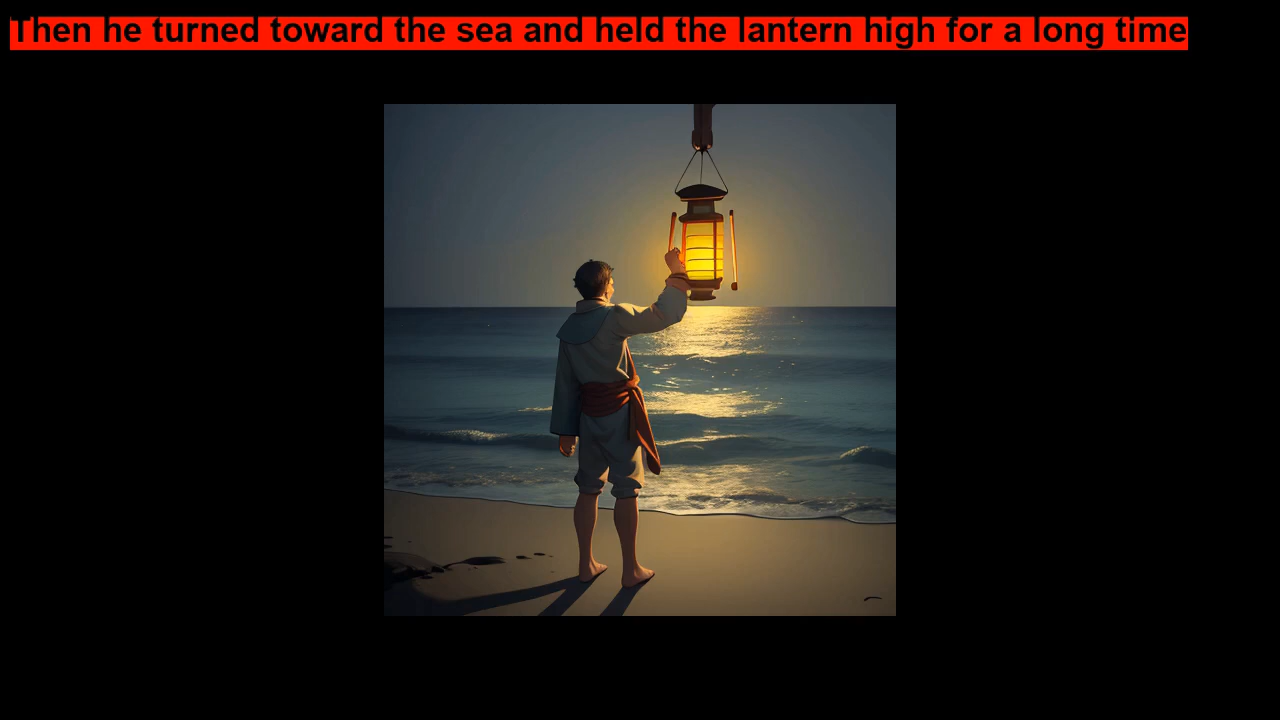 Then he turned toward the sea and held the lantern high for a long time